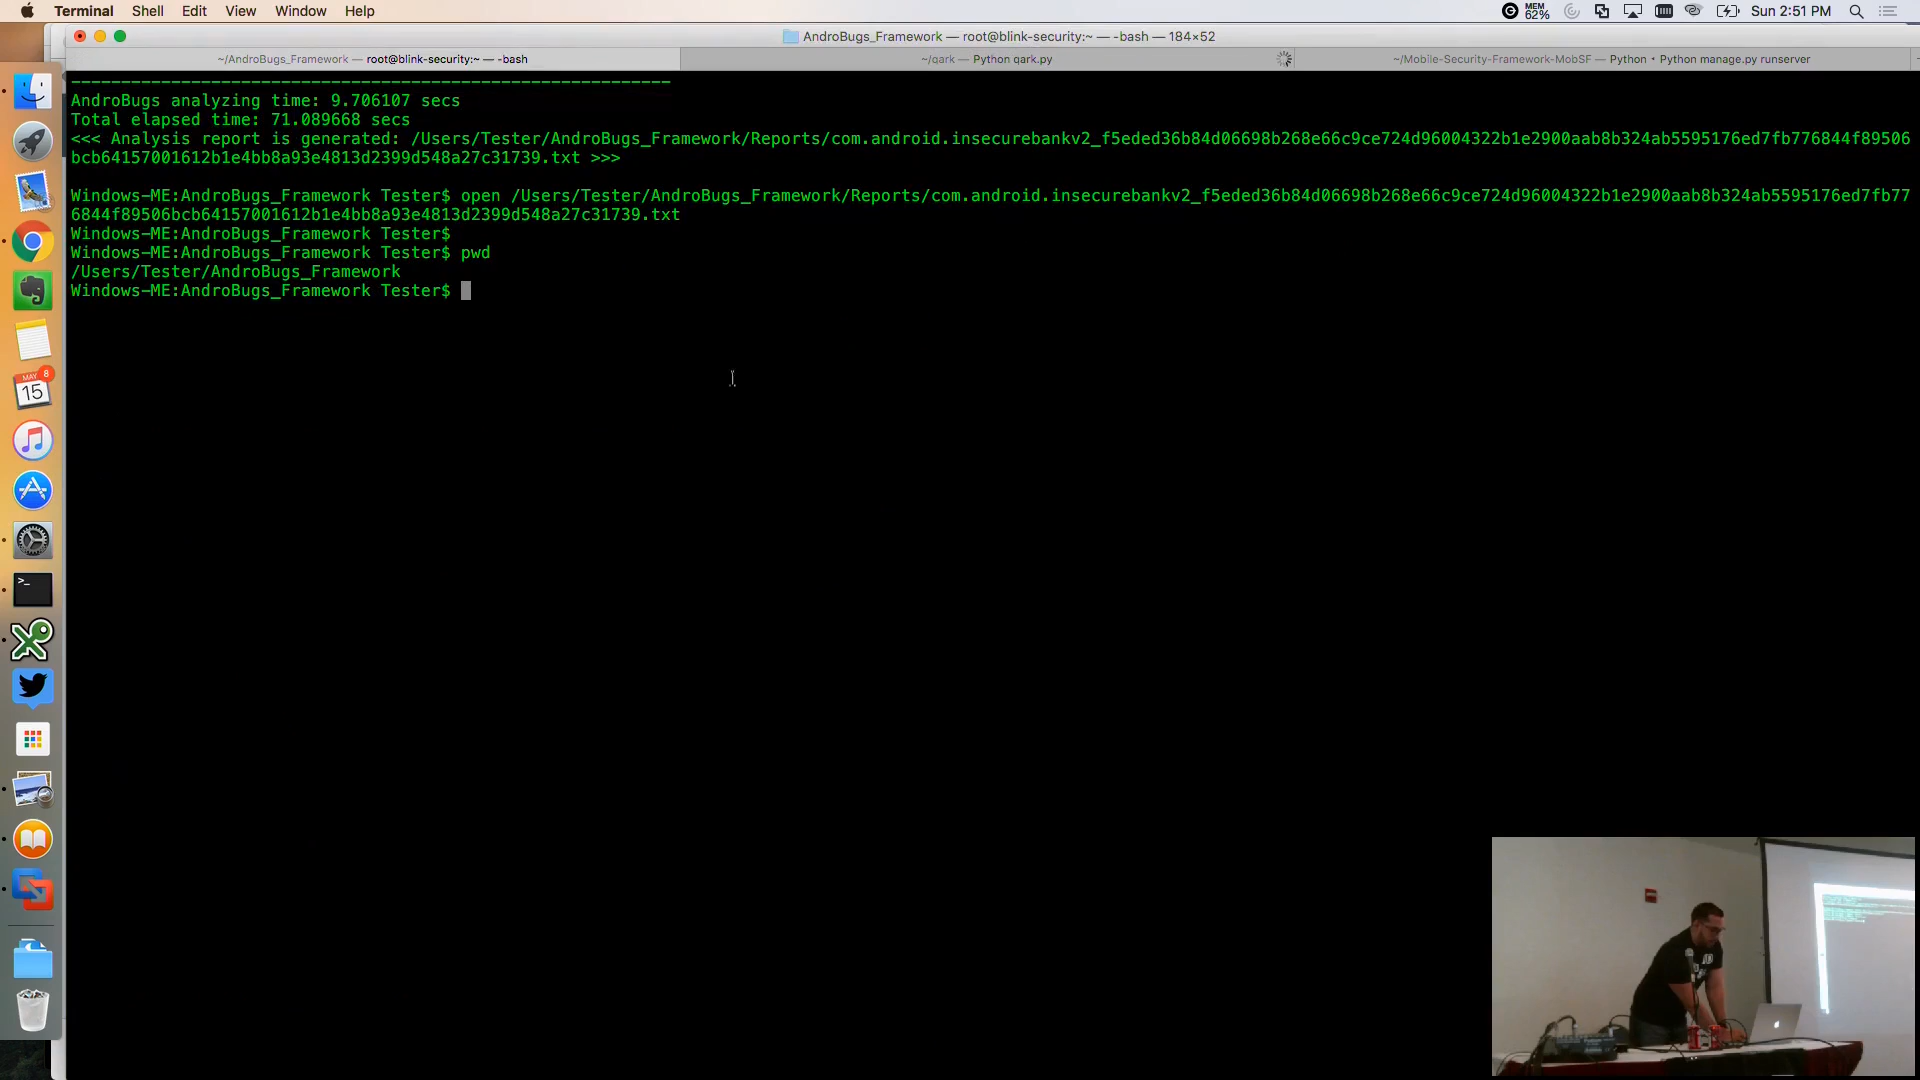 Terminal Shell Edit View Window Help MEM 62% Sun 2:51 PM
AndroBugs_Framework — root@blink-security:~ — -bash — 184×52
~/AndroBugs_Framework — root@blink-security:~ — -bash ~/qark — Python qark.py ~/Mobile-Security-Framework-MobSF — Python • Python manage.py runserver
------------------------------------------------------------
AndroBugs analyzing time: 9.706107 secs
Total elapsed time: 71.089668 secs
<<< Analysis report is generated: /Users/Tester/AndroBugs_Framework/Reports/com.android.insecurebankv2_f5eded36b84d06698b268e66c9ce724d96004322b1e2900aab8b324ab5595176ed7fb776844f89506
bcb64157001612b1e4bb8a93e4813d2399d548a27c31739.txt >>>
Windows-ME:AndroBugs_Framework Tester$ open /Users/Tester/AndroBugs_Framework/Reports/com.android.insecurebankv2_f5eded36b84d06698b268e66c9ce724d96004322b1e2900aab8b324ab5595176ed7fb77
6844f89506bcb64157001612b1e4bb8a93e4813d2399d548a27c31739.txt
Windows-ME:AndroBugs_Framework Tester$
Windows-ME:AndroBugs_Framework Tester$ pwd
/Users/Tester/AndroBugs_Framework
Windows-ME:AndroBugs_Framework Tester$
MAY 8
15